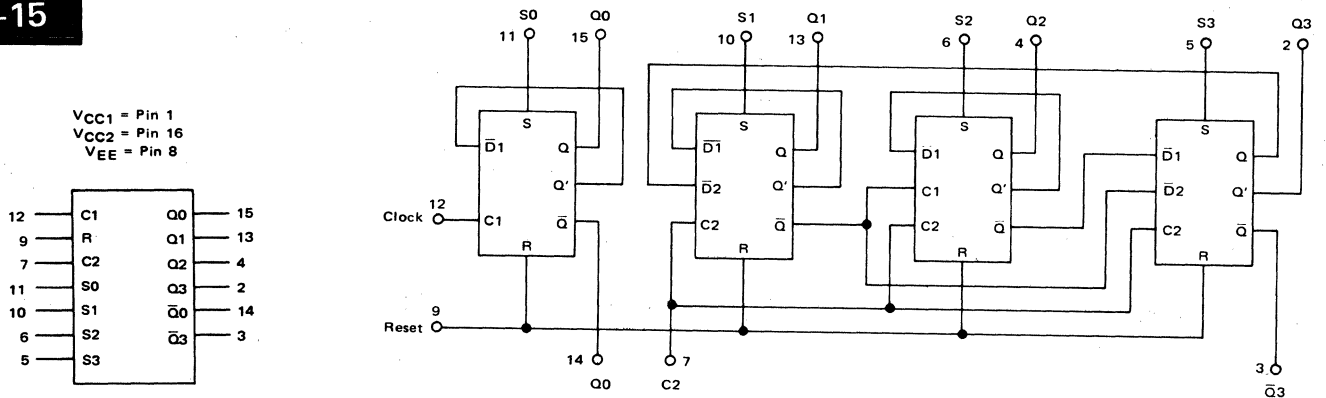 -15
VCC1 = Pin 1
VCC2 = Pin 16
VEE = Pin 8
12 C1 Q0 15
9 R Q1 13
7 C2 Q2 4
11 S0 Q3 2
10 S1 Q̅0 14
6 S2 Q̅3 3
5 S3
S0 Q0 S1 Q1 S2 Q2 S3 Q3
11 15 10 13 6 4 5 2
S S S S
D̅1 Q D̅1 Q D̅1 Q D̅1 Q
Q' D̅2 Q' C1 Q' D̅2 Q'
Clock 12 C1 Q̅ C2 Q̅ C2 Q̅ C2 Q̅
R R R R
Reset 9
14 7 3
Q0 C2 Q̅3